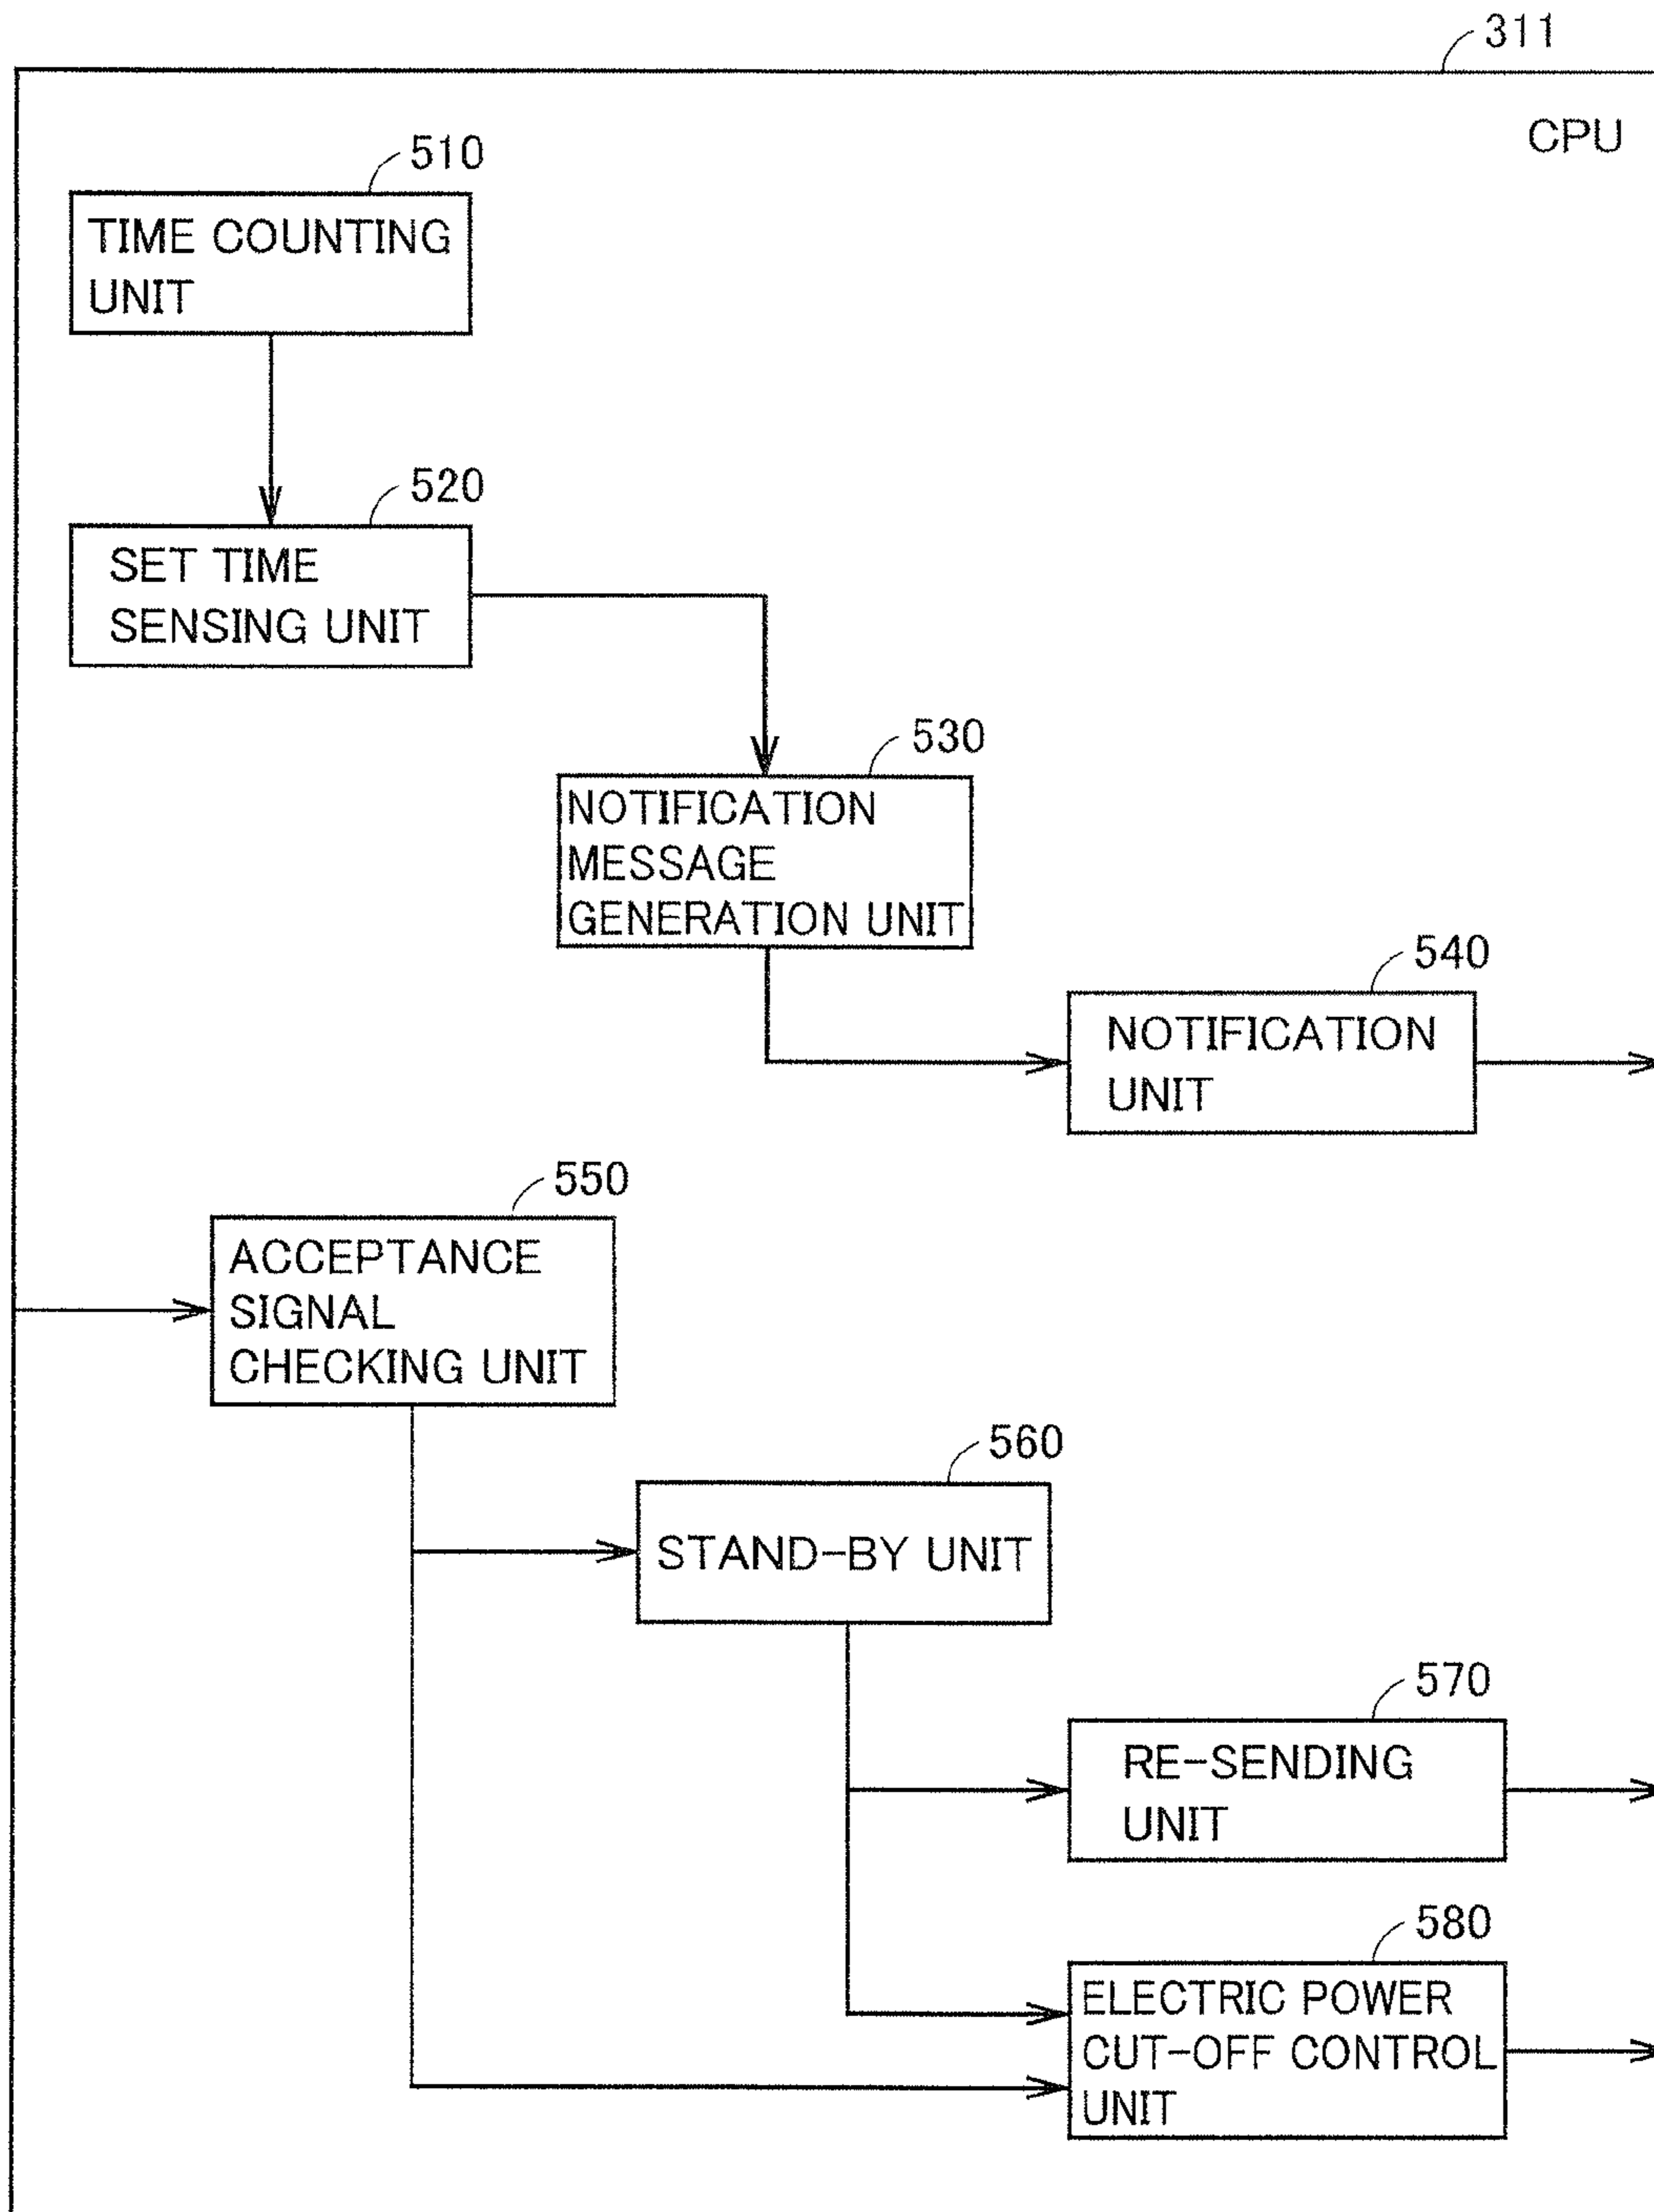 311
CPU
510
TIME COUNTING
UNIT
520
SET TIME
SENSING UNIT
530
NOTIFICATION
MESSAGE
GENERATION UNIT
540
NOTIFICATION
UNIT
550
ACCEPTANCE
SIGNAL
CHECKING UNIT
560
STAND-BY UNIT
570
RE-SENDING
UNIT
580
ELECTRIC POWER
CUT-OFF CONTROL
UNIT